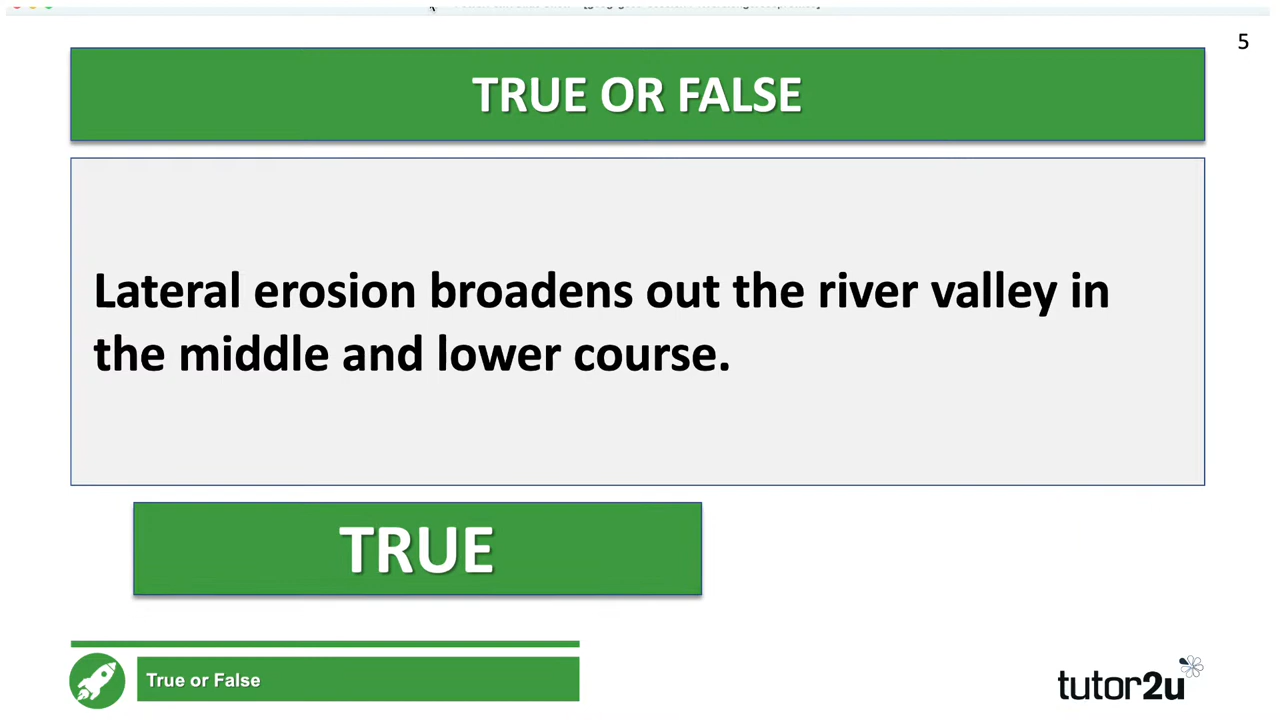 5
TRUE OR FALSE
Lateral erosion broadens out the river valley in
the middle and lower course.
TRUE
True or False
tutor2u